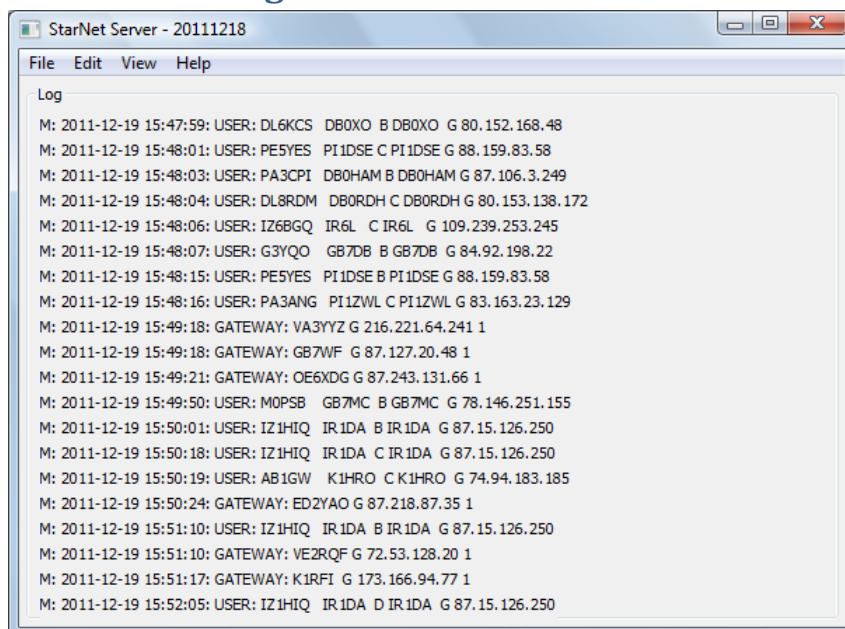 StarNet Server - 20111218
File Edit View Help
Log
M: 2011-12-19 15:47:59: USER: DL6KCS DB0XO B DB0XO G 80.152.168.48
M: 2011-12-19 15:48:01: USER: PE5YES PI1DSE C PI1DSE G 88.159.83.58
M: 2011-12-19 15:48:03: USER: PA3CPI DB0HAM B DB0HAM G 87.106.3.249
M: 2011-12-19 15:48:04: USER: DL8RDM DB0RDH C DB0RDH G 80.153.138.172
M: 2011-12-19 15:48:06: USER: IZ6BGQ IR6L C IR6L G 109.239.253.245
M: 2011-12-19 15:48:07: USER: G3YQO GB7DB B GB7DB G 84.92.198.22
M: 2011-12-19 15:48:15: USER: PE5YES PI1DSE B PI1DSE G 88.159.83.58
M: 2011-12-19 15:48:16: USER: PA3ANG PI1ZWL C PI1ZWL G 83.163.23.129
M: 2011-12-19 15:49:18: GATEWAY: VA3YYZ G 216.221.64.241 1
M: 2011-12-19 15:49:18: GATEWAY: GB7WF G 87.127.20.48 1
M: 2011-12-19 15:49:21: GATEWAY: OE6XDG G 87.243.131.66 1
M: 2011-12-19 15:49:50: USER: M0PSB GB7MC B GB7MC G 78.146.251.155
M: 2011-12-19 15:50:01: USER: IZ1HIQ IR1DA B IR1DA G 87.15.126.250
M: 2011-12-19 15:50:18: USER: IZ1HIQ IR1DA C IR1DA G 87.15.126.250
M: 2011-12-19 15:50:19: USER: AB1GW K1HRO C K1HRO G 74.94.183.185
M: 2011-12-19 15:50:24: GATEWAY: ED2YAO G 87.218.87.35 1
M: 2011-12-19 15:51:10: USER: IZ1HIQ IR1DA B IR1DA G 87.15.126.250
M: 2011-12-19 15:51:10: GATEWAY: VE2RQF G 72.53.128.20 1
M: 2011-12-19 15:51:17: GATEWAY: K1RFI G 173.166.94.77 1
M: 2011-12-19 15:52:05: USER: IZ1HIQ IR1DA D IR1DA G 87.15.126.250